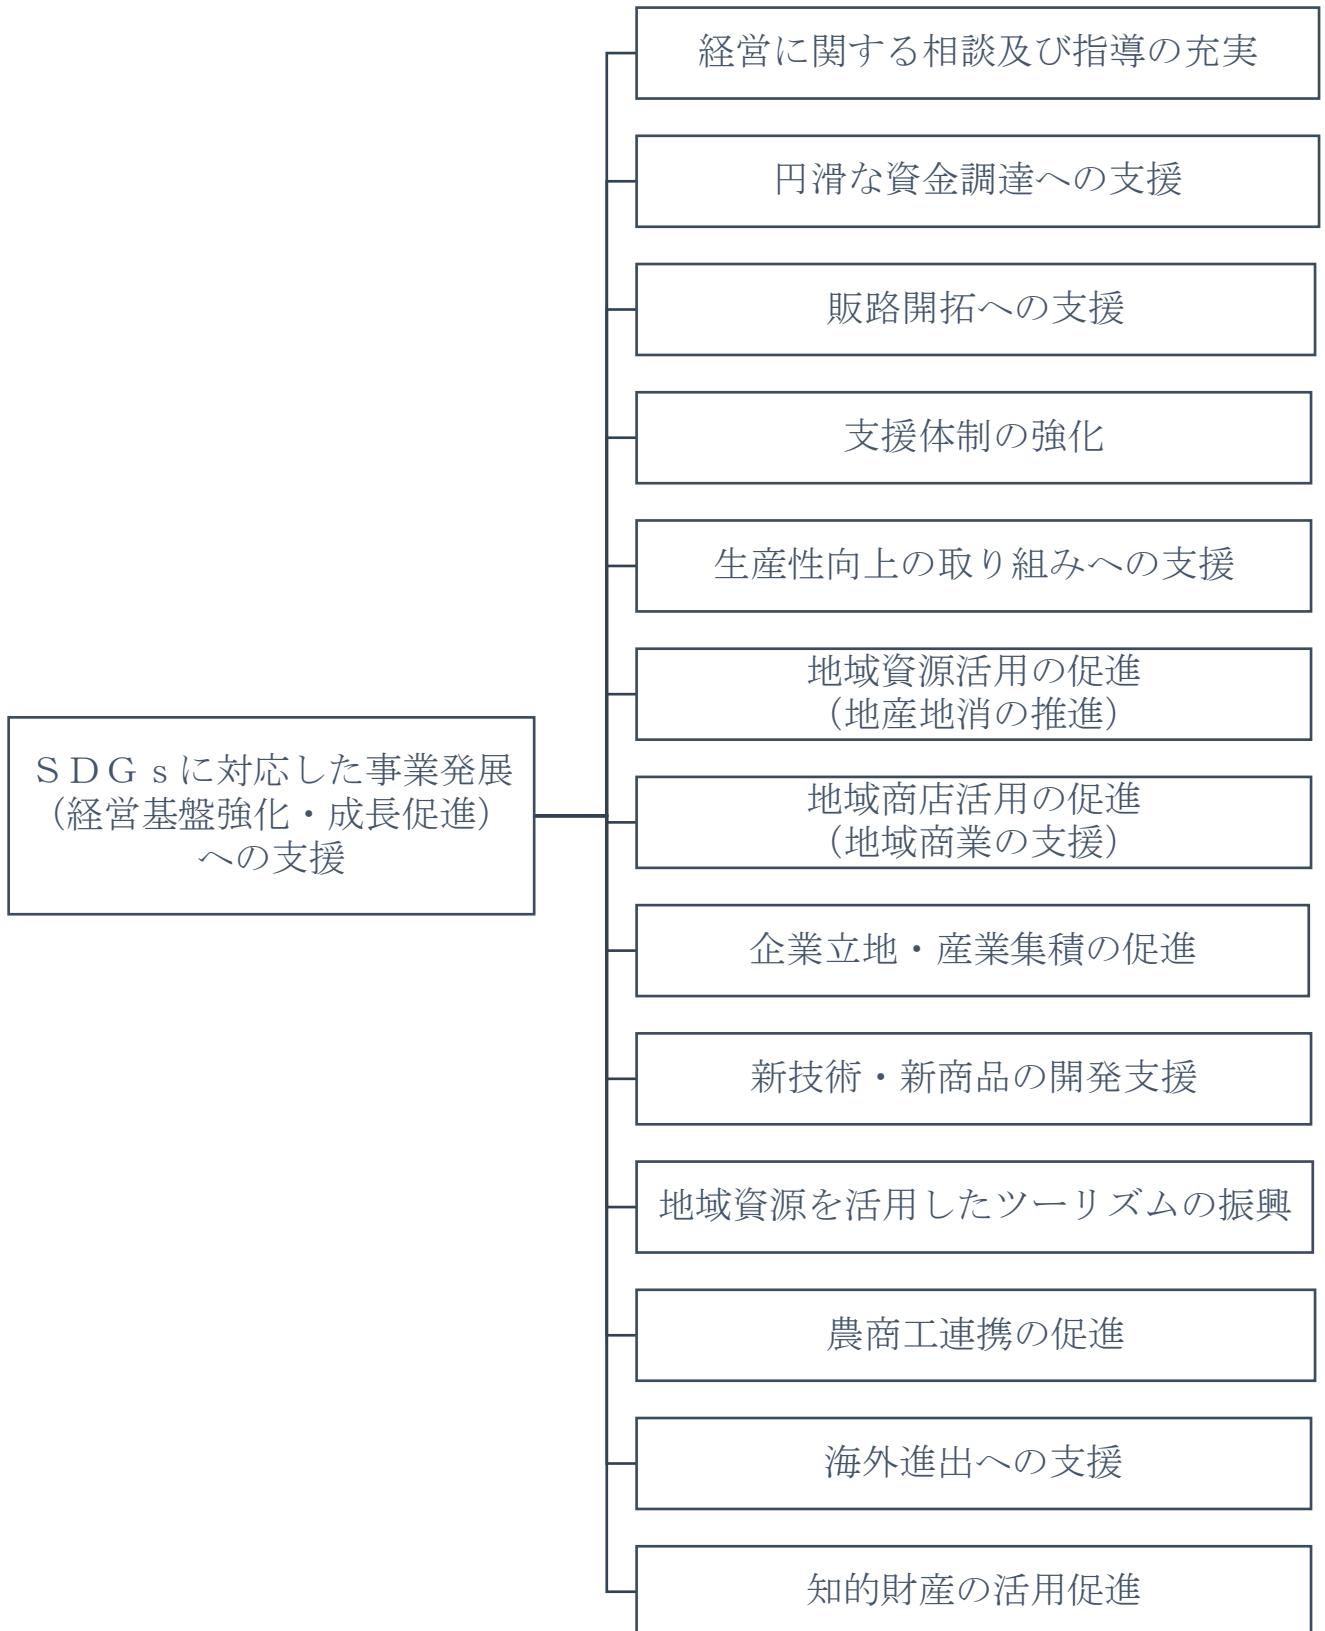 経営に関する相談及び指導の充実
円滑な資金調達への支援
販路開拓への支援
支援体制の強化
生産性向上の取り組みへの支援
地域資源活用の促進
（地産地消の推進）
ＳＤＧｓに対応した事業発展
（経営基盤強化・成長促進）
への支援
地域商店活用の促進
（地域商業の支援）
企業立地・産業集積の促進
新技術・新商品の開発支援
地域資源を活用したツーリズムの振興
農商工連携の促進
海外進出への支援
知的財産の活用促進